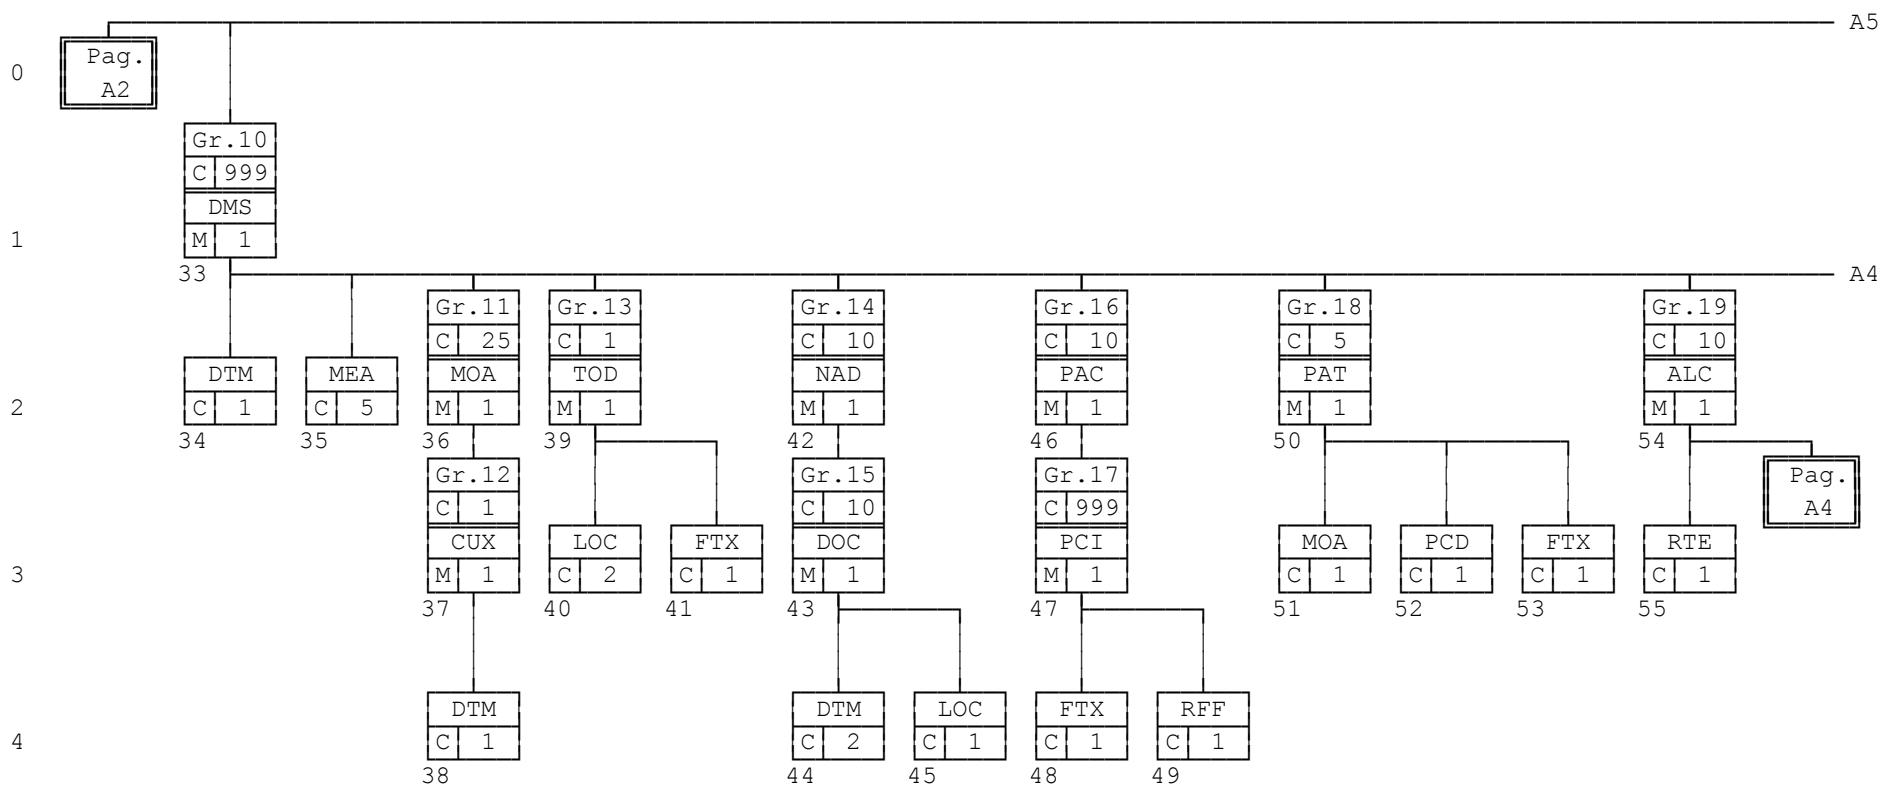 A5
Pag.
0
A2
Gr.10
C 999
DMS
1 M 1
33 A4
Gr.11 Gr.13 Gr.14 Gr.16 Gr.18 Gr.19
C 25 C 1 C 10 C 10 C 5 C 10
DTM MEA MOA TOD NAD PAC PAT ALC
2 C 1 C 5 M 1 M 1 M 1 M 1 M 1 M 1
34 35 36 39 42 46 50 54
Gr.12 Gr.15 Gr.17 Pag.
C 1 C 10 C 999 A4
CUX LOC FTX DOC PCI MOA PCD FTX RTE
3 M 1 C 2 C 1 M 1 M 1 C 1 C 1 C 1 C 1
37 40 41 43 47 51 52 53 55
DTM DTM LOC FTX RFF
4 C 1 C 2 C 1 C 1 C 1
38 44 45 48 49